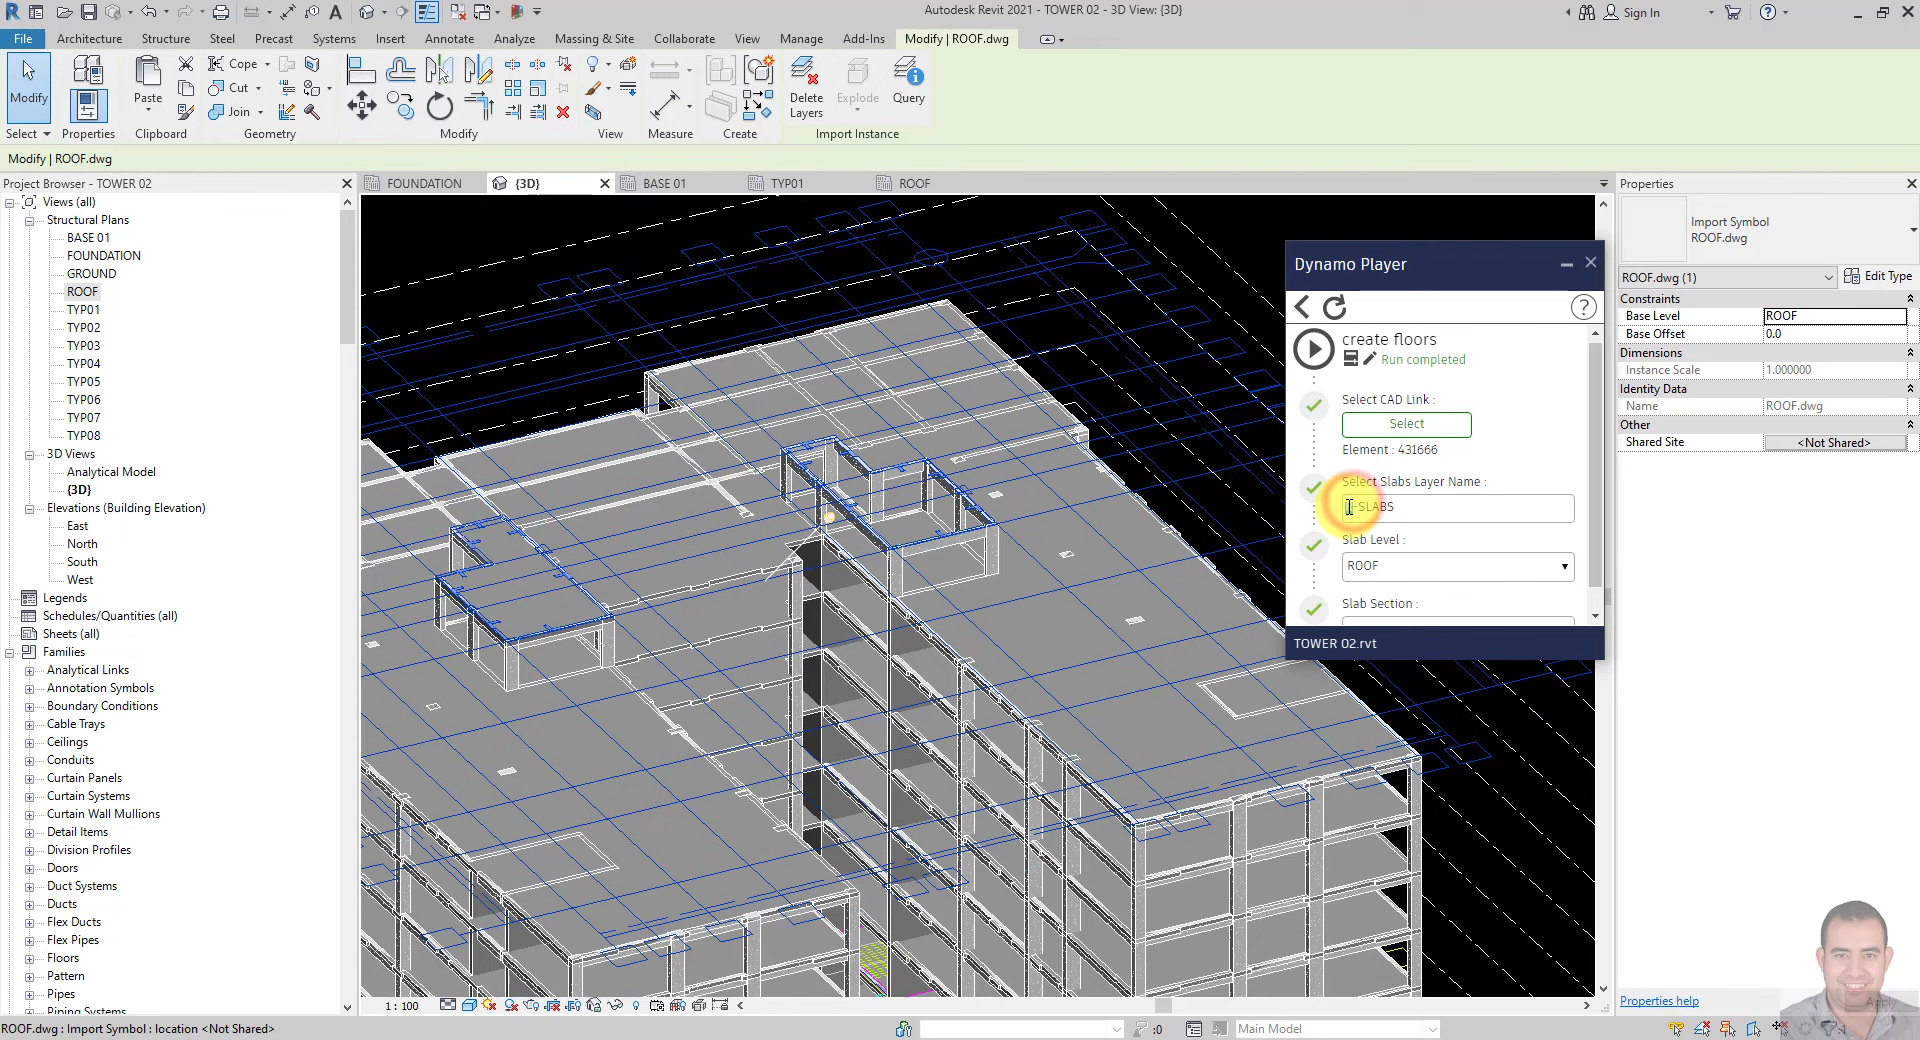 Autodesk Revit 2021 - TOWER 02 - 3D View: {3D}
Sign In
File
Architecture
Structure
Steel
Precast
Systems
Insert
Annotate
Analyze
Massing & Site
Collaborate
View
Manage
Add-Ins
Modify | ROOF.dwg
Modify
Paste
Cope
Cut
Join
Delete Layers
Explode
Query
Select
Properties
Clipboard
Geometry
Modify
View
Measure
Create
Import Instance
Modify | ROOF.dwg
Project Browser - TOWER 02
Views (all)
Structural Plans
BASE 01
FOUNDATION
GROUND
ROOF
TYP01
TYP02
TYP03
TYP04
TYP05
TYP06
TYP07
TYP08
3D Views
Analytical Model
{3D}
Elevations (Building Elevation)
East
North
South
West
Legends
Schedules/Quantities (all)
Sheets (all)
Families
Analytical Links
Annotation Symbols
Boundary Conditions
Cable Trays
Ceilings
Conduits
Curtain Panels
Curtain Systems
Curtain Wall Mullions
Detail Items
Division Profiles
Doors
Duct Systems
Ducts
Flex Ducts
Flex Pipes
Floors
Pattern
Pipes
Piping Systems
FOUNDATION
{3D}
BASE 01
TYP01
ROOF
Dynamo Player
create floors
Run completed
Select CAD Link :
Select
Element : 431666
Select Slabs Layer Name :
-SLABS
Slab Level :
ROOF
Slab Section :
TOWER 02.rvt
Properties
Import Symbol
ROOF.dwg
ROOF.dwg (1)
Edit Type
Constraints
Base Level
ROOF
Base Offset
0.0
Dimensions
Instance Scale
1.000000
Identity Data
Name
ROOF.dwg
Other
Shared Site
<Not Shared>
Properties help
Apply
1 : 100
ROOF.dwg : Import Symbol : location <Not Shared>
:0
Main Model
:1